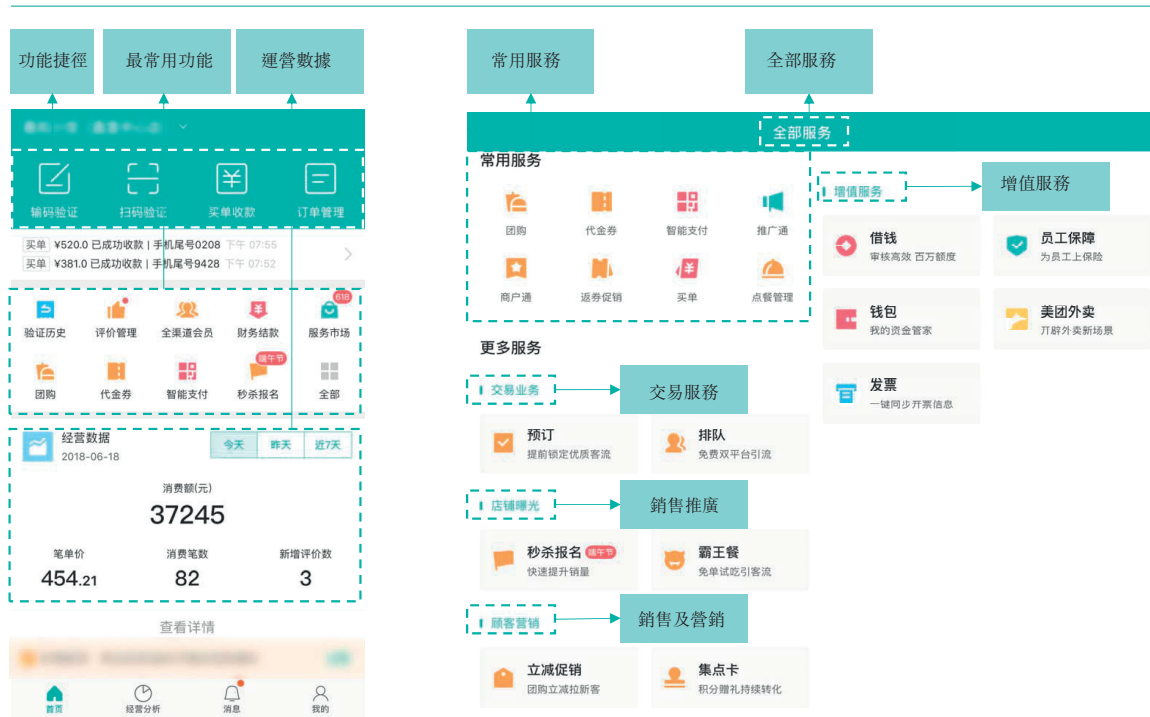 功能捷徑
最常用功能
運營數據
输码验证
扫码验证
买单收款
订单管理
买单 ¥520.0 已成功收款 | 手机尾号0208 下午 07:55
买单 ¥381.0 已成功收款 | 手机尾号9428 下午 07:52
618
验证历史
评价管理
全渠道会员
财务结款
服务市场
端午节
团购
代金券
智能支付
秒杀报名
全部
经营数据
2018-06-18
今天
昨天
近7天
消费额(元)
37245
笔单价
消费笔数
新增评价数
454.21
82
3
查看详情
首页
经营分析
消息
我的
常用服務
全部服務
全部服务
常用服务
团购
代金券
智能支付
推广通
商户通
返券促销
买单
点餐管理
更多服务
交易业务
交易服務
预订
提前锁定优质客流
排队
免费双平台引流
店铺曝光
銷售推廣
秒杀报名 端午节
快速提升销量
霸王餐
免单试吃引客流
顾客营销
銷售及營銷
立减促销
团购立减拉新客
集点卡
积分赠礼持续转化
增值服务
增值服務
借钱
审核高效 百万额度
员工保障
为员工上保险
钱包
我的资金管家
美团外卖
开辟外卖新场景
发票
一键同步开票信息